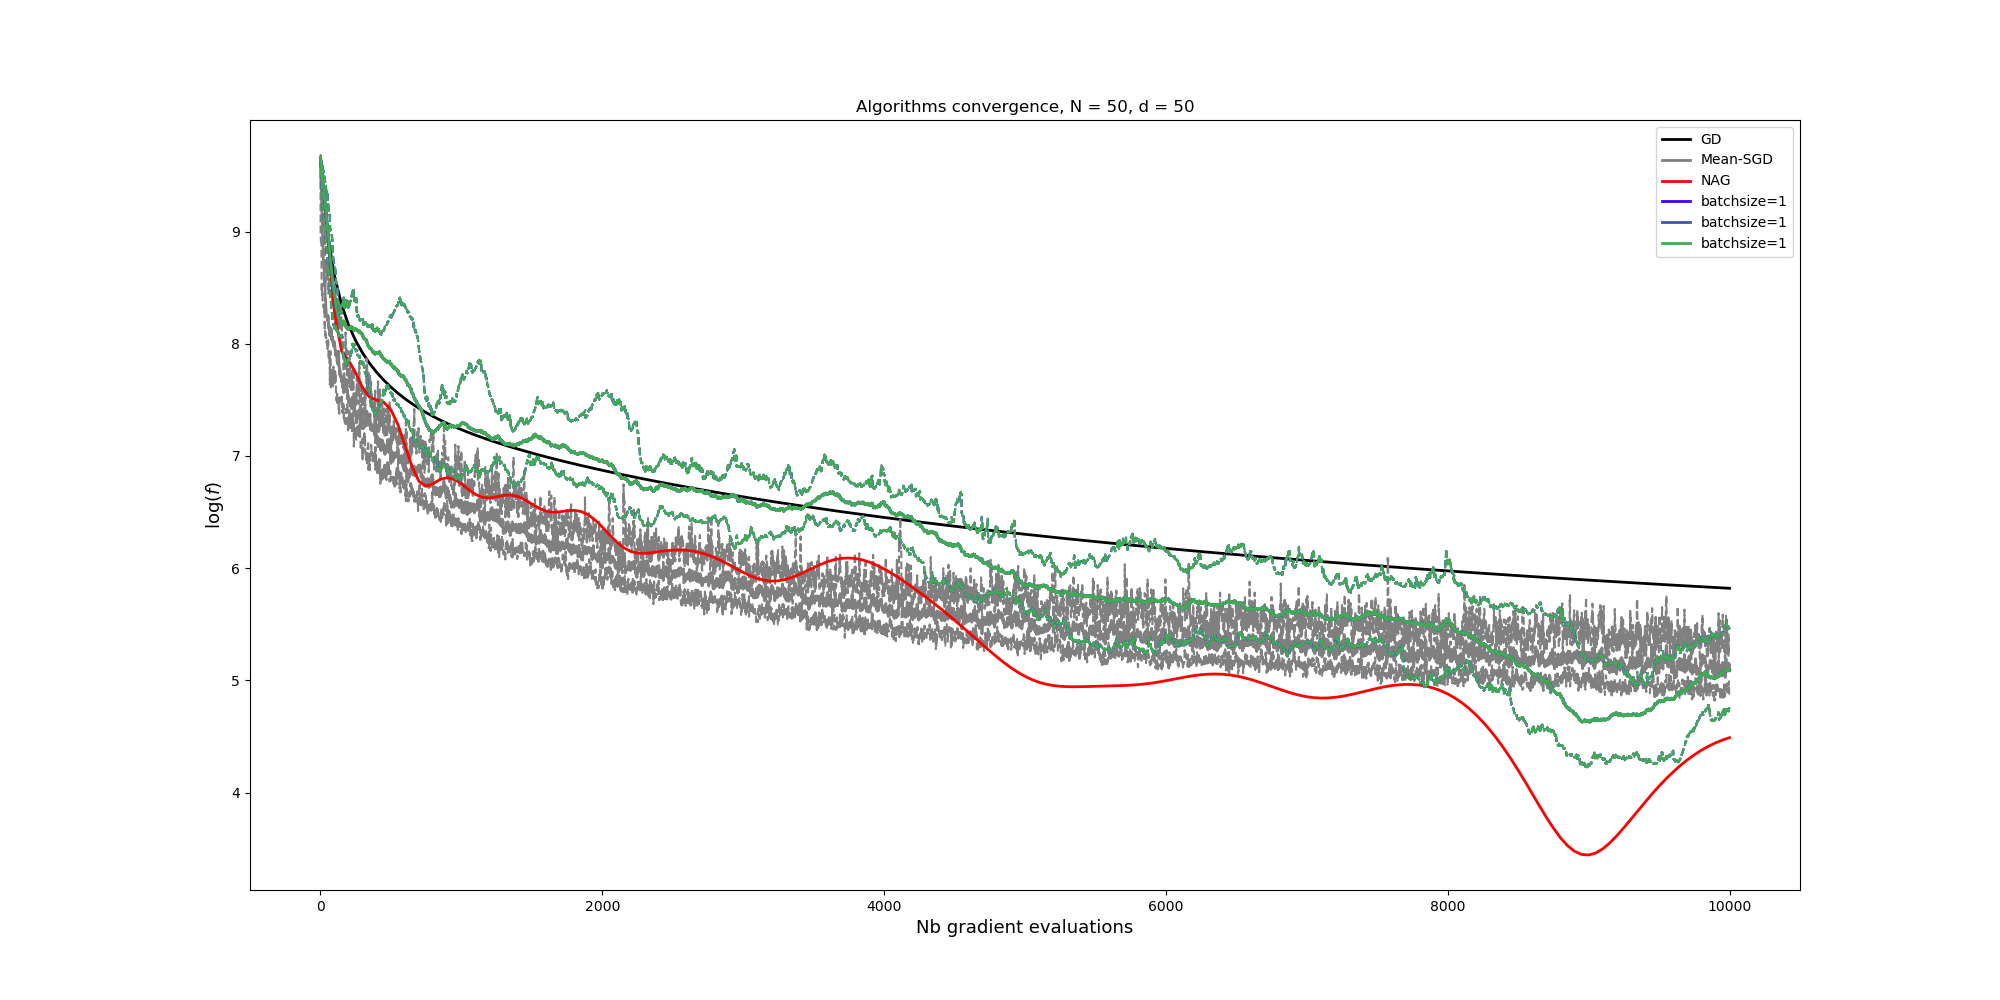 Algorithms convergence, N = 50, d = 50
GD
Mean-SGD
NAG
batchsize=1
batchsize=1
batchsize=1
log(f)
9
8
7
6
5
4
0 2000 4000 6000 8000 10000
Nb gradient evaluations